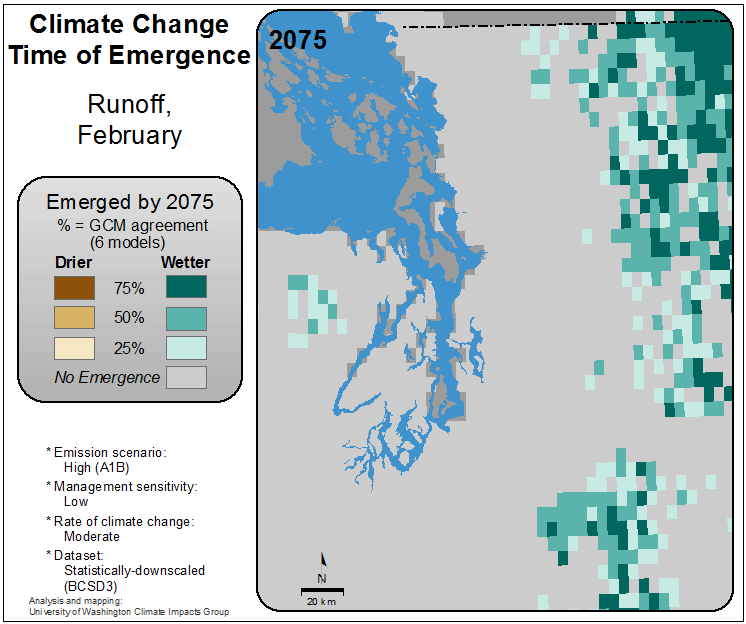 Climate Change
Time of Emergence
Runoff,
February
Emerged by 2075
% = GCM agreement
(6 models)
Drier Wetter
75%
50%
25%
No Emergence
* Emission scenario:
High (A1B)
* Management sensitivity:
Low
* Rate of climate change:
Moderate
* Dataset:
Statistically-downscaled
(BCSD3)
Analysis and mapping:
University of Washington Climate Impacts Group
2075
N
20 km